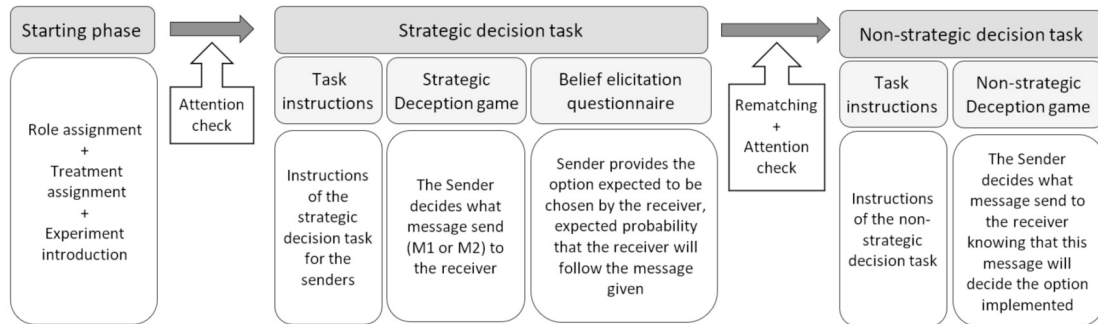 Starting phase
Role assignment
+
Treatment
assignment
+
Experiment
introduction
Attention
check
Strategic decision task
Task
instructions
Instructions
of the
strategic
decision task
for the
senders
Strategic
Deception game
The Sender
decides what
message send
(M1 or M2) to
the receiver
Belief elicitation
questionnaire
Sender provides the
option expected to be
chosen by the receiver,
expected probability
that the receiver will
follow the message
given
Rematching
+
Attention
check
Non-strategic decision task
Task
instructions
Instructions
of the non-
strategic
decision task
Non-strategic
Deception game
The Sender
decides what
message send to
the receiver
knowing that this
message will
decide the option
implemented